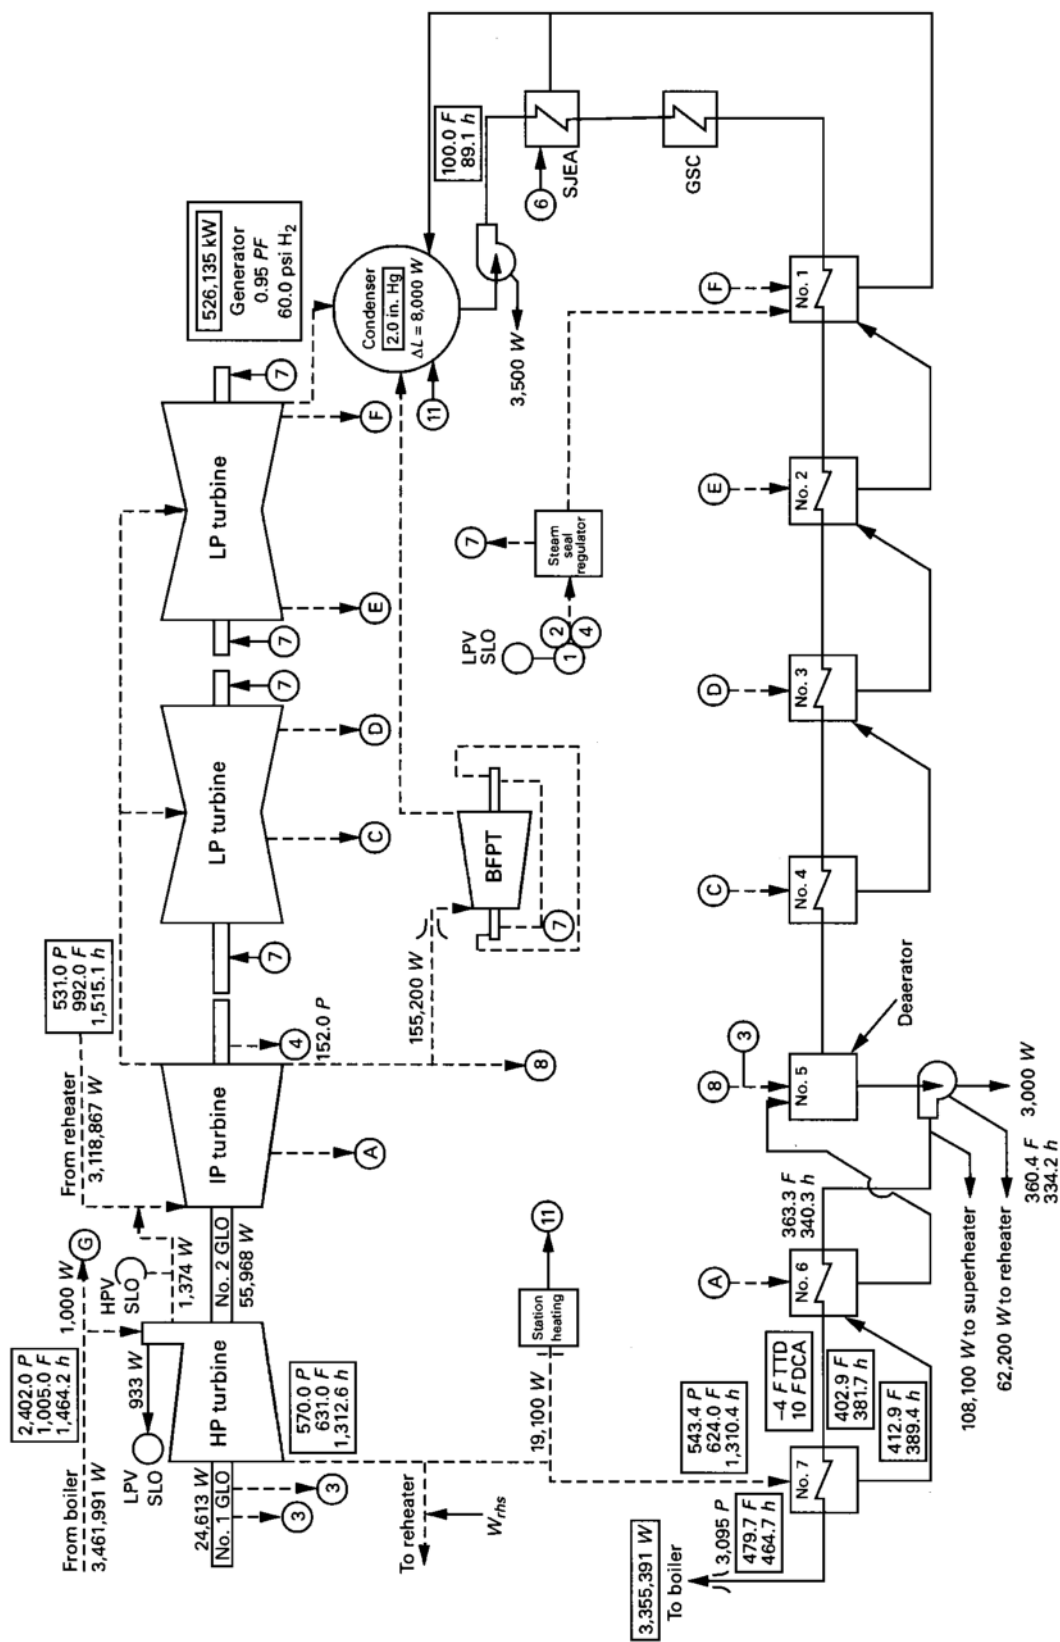 From boiler
3,461,991 W
2,402.0 P
1,005.0 F
1,464.2 h
1,000 W
G
HPV
SLO
1,374 W
933 W
LPV
SLO
HP turbine
24,613 W
No. 1 GLO
3
3
No. 2 GLO
55,968 W
570.0 P
631.0 F
1,312.6 h
To reheater
W_rhs
From reheater
3,118,867 W
531.0 P
992.0 F
1,515.1 h
IP turbine
A
4
152.0 P
8
155,200 W
7
LP turbine
C
D
7
7
LP turbine
E
F
7
526,135 kW
Generator
0.95 PF
60.0 psi H2
Condenser
2.0 in. Hg
ΔL = 8,000 W
11
3,500 W
100.0 F
89.1 h
6
SJEA
GSC
BFPT
7
LPV
SLO
1
2
4
Steam
seal
regulator
7
19,100 W
Station
heating
11
3,355,391 W
To boiler
3,095 P
479.7 F
464.7 h
543.4 P
624.0 F
1,310.4 h
No. 7
-4 F TTD
10 F DCA
402.9 F
381.7 h
412.9 F
389.4 h
A
No. 6
363.3 F
340.3 h
108,100 W to superheater
62,200 W to reheater
360.4 F
334.2 h
3,000 W
8
3
No. 5
Deaerator
C
No. 4
D
No. 3
E
No. 2
F
No. 1